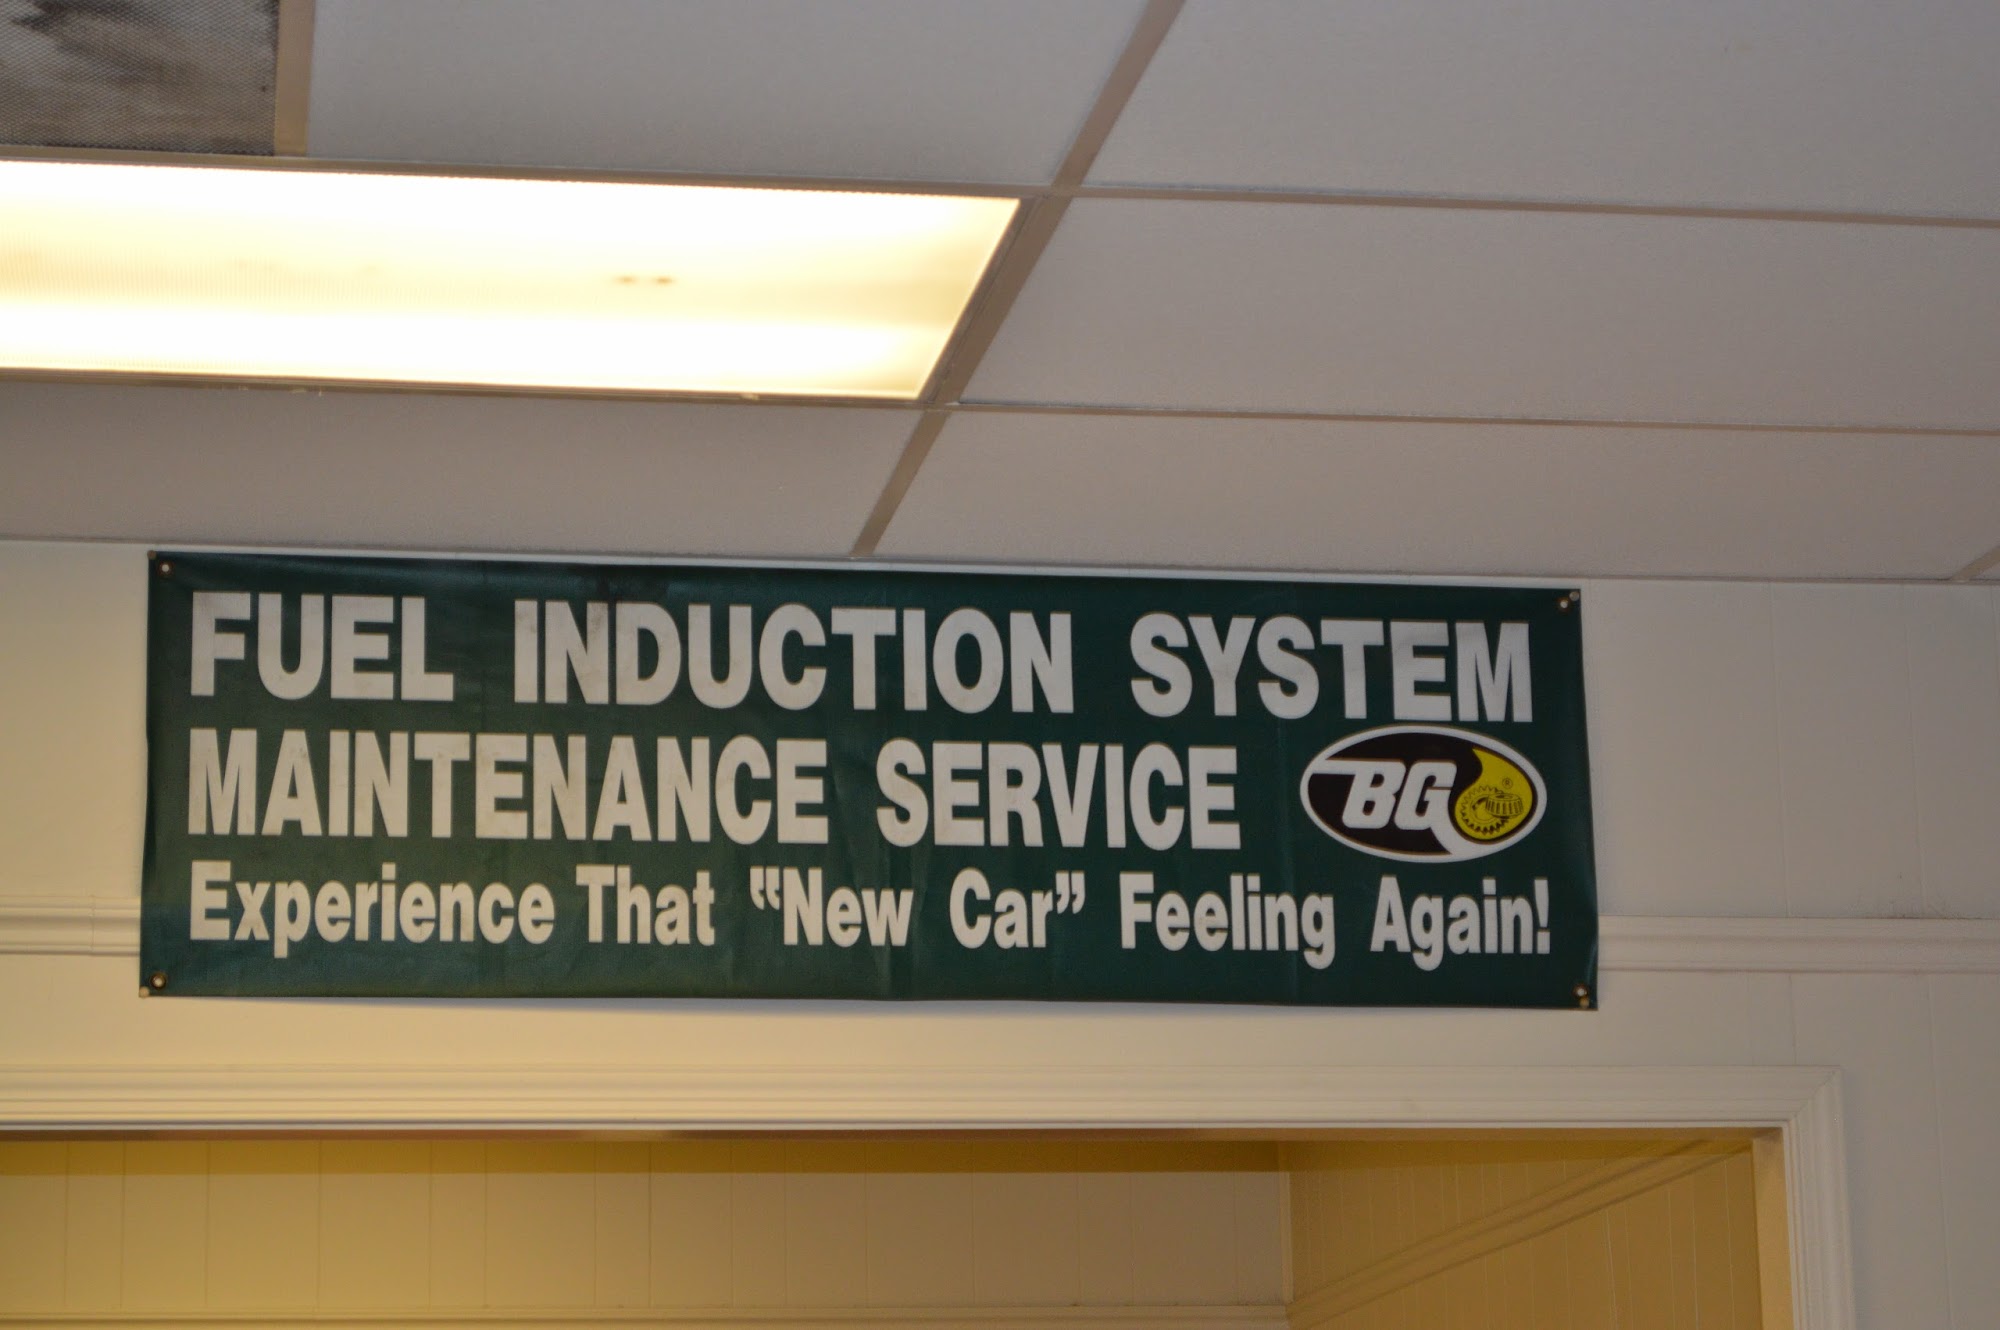 FUEL INDUCTION SYSTEM
MAINTENANCE SERVICE
BG
®
Experience That “New Car” Feeling Again!